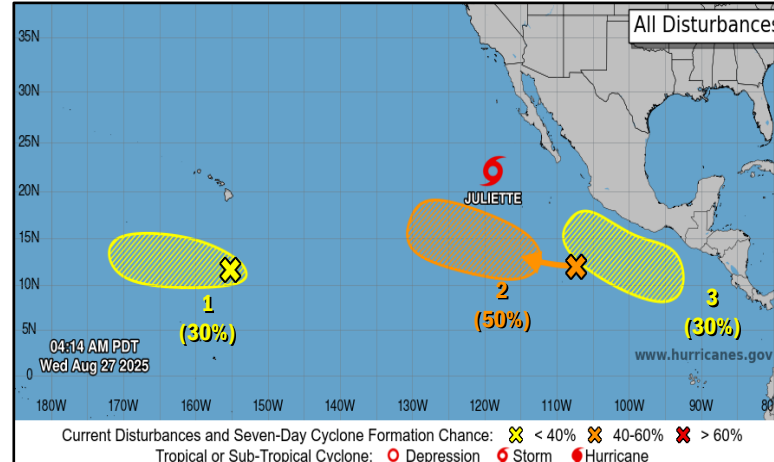 All Disturbances
35N
30N
25N
20N
15N
10N
5N
0
JULIETTE
1
(30%)
2
(50%)
3
(30%)
04:14 AM PDT
Wed Aug 27 2025
www.hurricanes.gov
180W 170W 160W 150W 140W 130W 120W 110W 100W 90W 80
Current Disturbances and Seven-Day Cyclone Formation Chance: < 40% 40-60% > 60%
Tropical or Sub-Tropical Cyclone: Depression Storm Hurricane